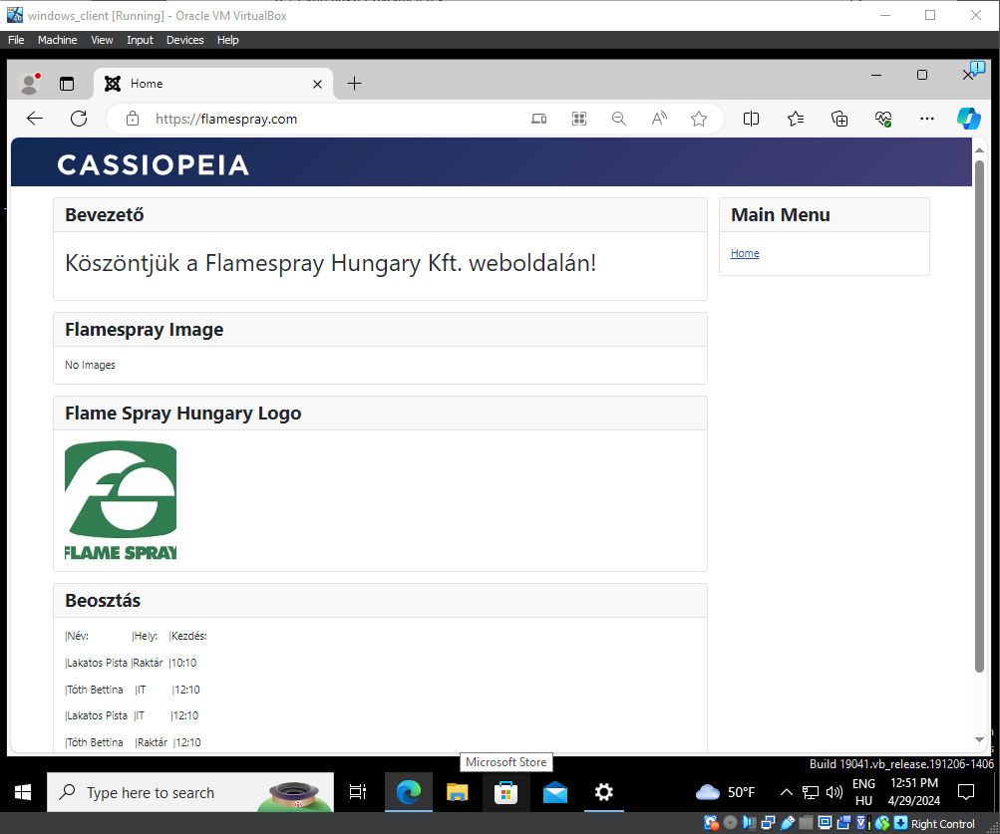 windows_client [Running] - Oracle VM VirtualBox
File Machine View Input Devices Help
Home
https://flamespray.com
CASSIOPEIA
Bevezető
Köszöntjük a Flamespray Hungary Kft. weboldalán!
Main Menu
Home
Flamespray Image
No Images
Flame Spray Hungary Logo
FLAME SPRAY
Beosztás
|Név: |Hely: |Kezdés:
|Lakatos Pista |Raktár |10:10
|Tóth Bettina |IT |12:10
|Lakatos Pista |IT |12:10
|Tóth Bettina |Raktár |12:10
Microsoft Store
Build 19041.vb_release.191206-1406
Type here to search
50°F
ENG
HU
12:51 PM
4/29/2024
Right Control